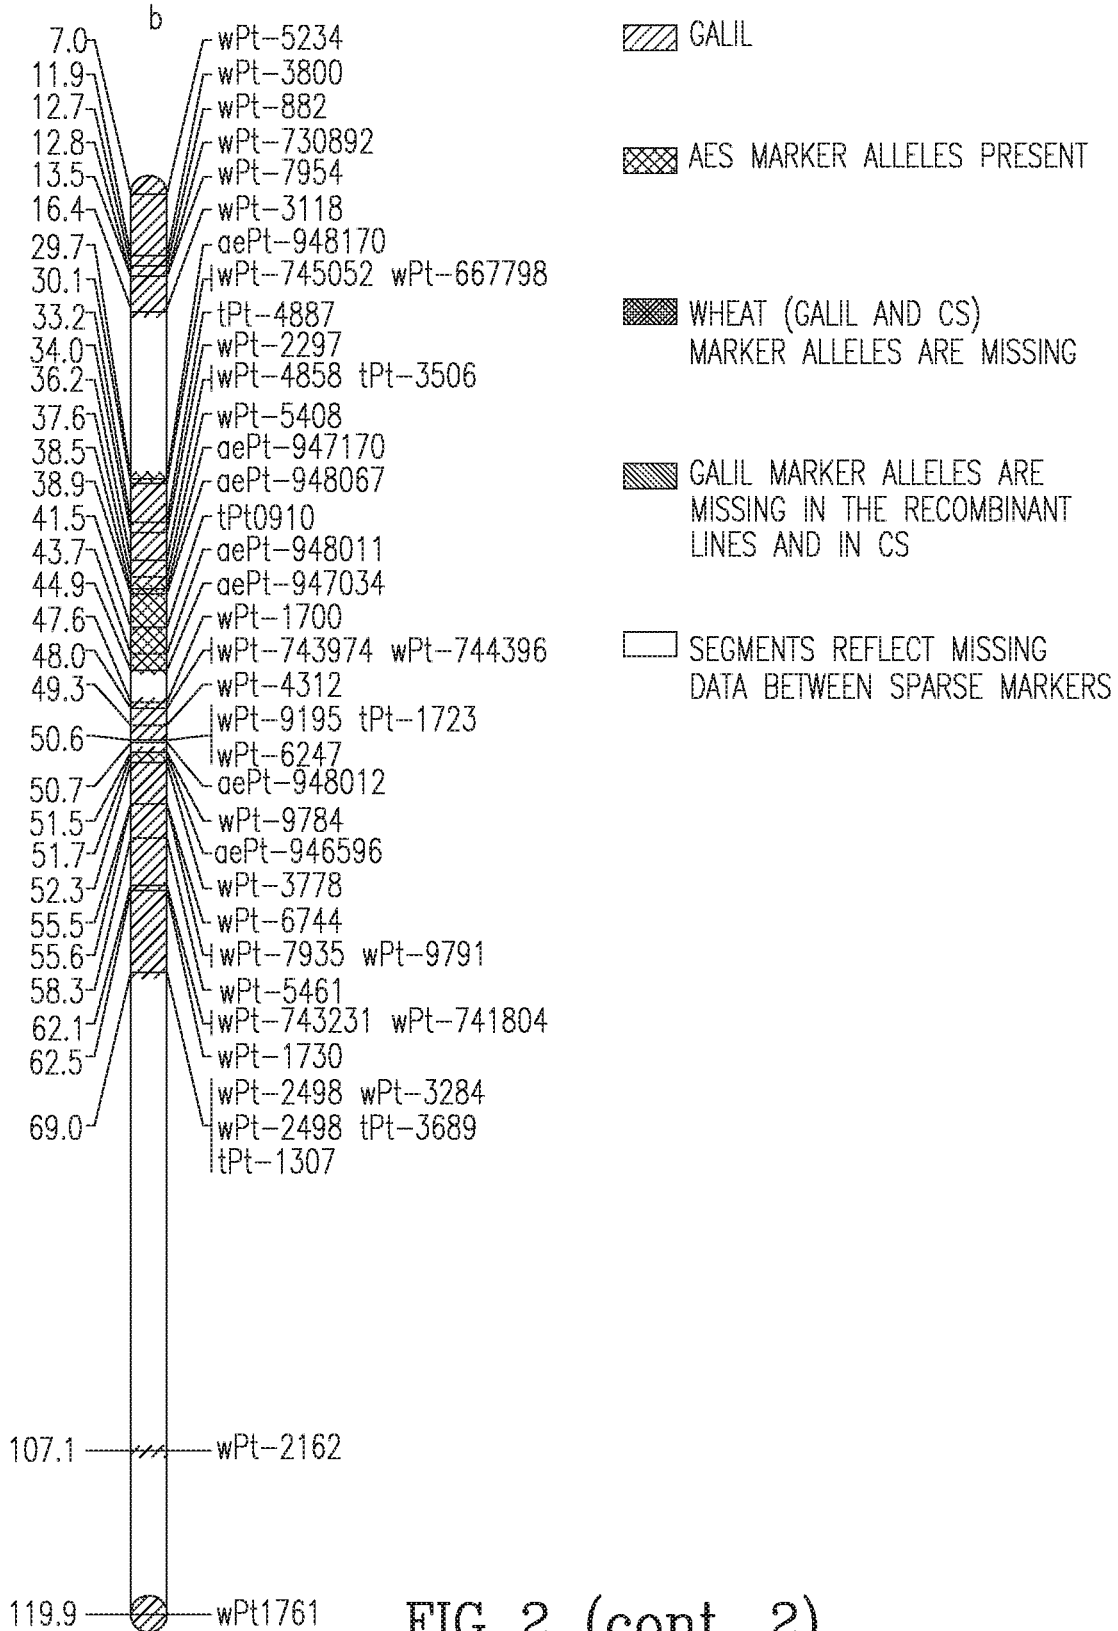 b
7.0 wPt-5234
11.9 wPt-3800
12.7 wPt-882
12.8 wPt-730892
13.5 wPt-7954
16.4 wPt-3118
29.7 aePt-948170
30.1 wPt-745052 wPt-667798
33.2 tPt-4887
34.0 wPt-2297
36.2 wPt-4858 tPt-3506
37.6 wPt-5408
38.5 aePt-947170
38.9 aePt-948067
41.5 tPt0910
43.7 aePt-948011
44.9 aePt-947034
47.6 wPt-1700
48.0 wPt-743974 wPt-744396
49.3 wPt-4312
50.6 wPt-9195 tPt-1723
wPt-6247
50.7 aePt-948012
51.5 wPt-9784
51.7 aePt-946596
52.3 wPt-3778
55.5 wPt-6744
55.6 wPt-7935 wPt-9791
58.3 wPt-5461
62.1 wPt-743231 wPt-741804
62.5 wPt-1730
wPt-2498 wPt-3284
69.0 wPt-2498 tPt-3689
tPt-1307
107.1 wPt-2162
119.9 wPt1761
GALIL
AES MARKER ALLELES PRESENT
WHEAT (GALIL AND CS)
MARKER ALLELES ARE MISSING
GALIL MARKER ALLELES ARE
MISSING IN THE RECOMBINANT
LINES AND IN CS
SEGMENTS REFLECT MISSING
DATA BETWEEN SPARSE MARKERS
FIG. 2 (cont. 2)